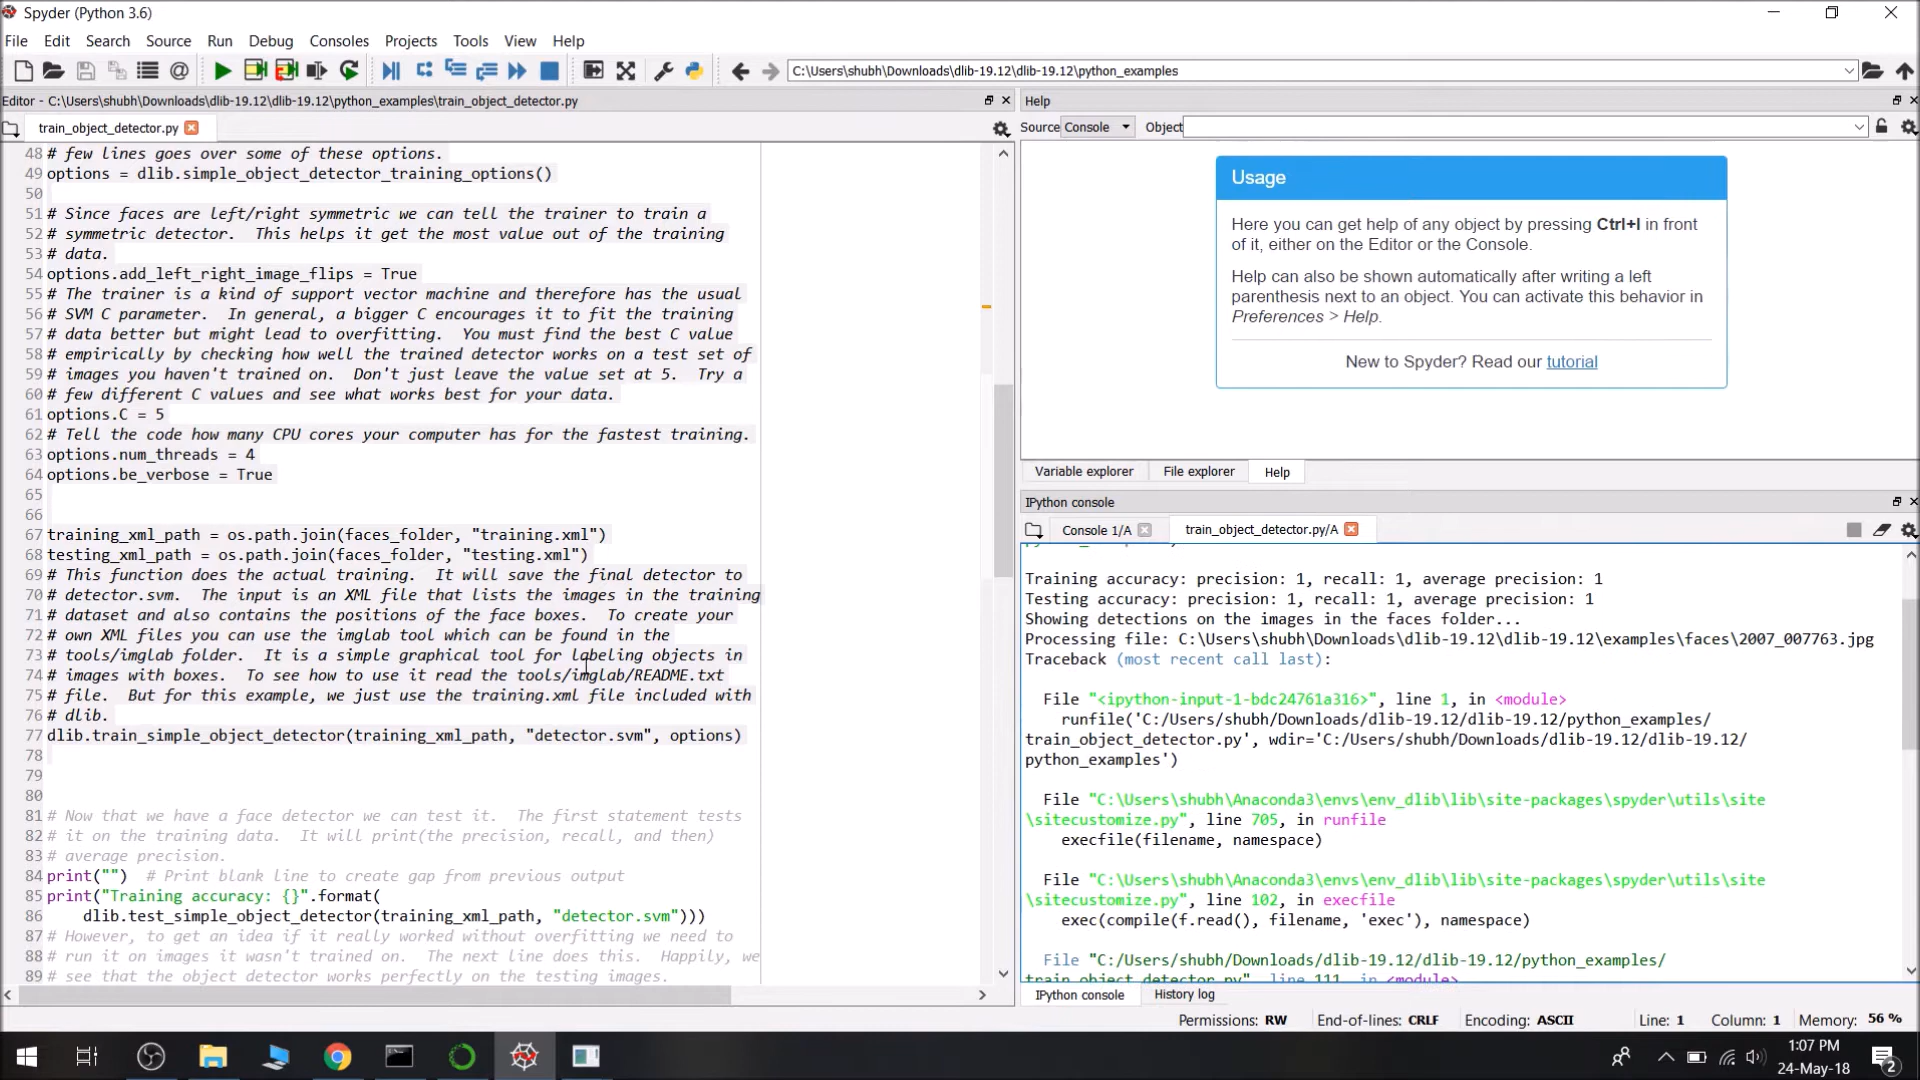 Spyder (Python 3.6)
File Edit Search Source Run Debug Consoles Projects Tools View Help
C:\Users\shubh\Downloads\dlib-19.12\dlib-19.12\python_examples
Editor - C:\Users\shubh\Downloads\dlib-19.12\dlib-19.12\python_examples\train_object_detector.py
train_object_detector.py
48 # few lines goes over some of these options.
49 options = dlib.simple_object_detector_training_options()
50
51 # Since faces are left/right symmetric we can tell the trainer to train a
52 # symmetric detector.  This helps it get the most value out of the training
53 # data.
54 options.add_left_right_image_flips = True
55 # The trainer is a kind of support vector machine and therefore has the usual
56 # SVM C parameter.  In general, a bigger C encourages it to fit the training
57 # data better but might lead to overfitting.  You must find the best C value
58 # empirically by checking how well the trained detector works on a test set of
59 # images you haven't trained on.  Don't just leave the value set at 5.  Try a
60 # few different C values and see what works best for your data.
61 options.C = 5
62 # Tell the code how many CPU cores your computer has for the fastest training.
63 options.num_threads = 4
64 options.be_verbose = True
65
66
67 training_xml_path = os.path.join(faces_folder, "training.xml")
68 testing_xml_path = os.path.join(faces_folder, "testing.xml")
69 # This function does the actual training.  It will save the final detector to
70 # detector.svm.  The input is an XML file that lists the images in the training
71 # dataset and also contains the positions of the face boxes.  To create your
72 # own XML files you can use the imglab tool which can be found in the
73 # tools/imglab folder.  It is a simple graphical tool for labeling objects in
74 # images with boxes.  To see how to use it read the tools/imglab/README.txt
75 # file.  But for this example, we just use the training.xml file included with
76 # dlib.
77 dlib.train_simple_object_detector(training_xml_path, "detector.svm", options)
78
79
80
81 # Now that we have a face detector we can test it.  The first statement tests
82 # it on the training data.  It will print(the precision, recall, and then)
83 # average precision.
84 print("")  # Print blank line to create gap from previous output
85 print("Training accuracy: {}".format(
86     dlib.test_simple_object_detector(training_xml_path, "detector.svm")))
87 # However, to get an idea if it really worked without overfitting we need to
88 # run it on images it wasn't trained on.  The next line does this.  Happily, we
89 # see that the object detector works perfectly on the testing images.
Help
Source Console Object
Usage
Here you can get help of any object by pressing Ctrl+I in front
of it, either on the Editor or the Console.
Help can also be shown automatically after writing a left
parenthesis next to an object. You can activate this behavior in
Preferences > Help.
New to Spyder? Read our tutorial
Variable explorer File explorer Help
IPython console
Console 1/A train_object_detector.py/A
Training accuracy: precision: 1, recall: 1, average precision: 1
Testing accuracy: precision: 1, recall: 1, average precision: 1
Showing detections on the images in the faces folder...
Processing file: C:\Users\shubh\Downloads\dlib-19.12\dlib-19.12\examples\faces\2007_007763.jpg
Traceback (most recent call last):
File "<ipython-input-1-bdc24761a316>", line 1, in <module>
runfile('C:/Users/shubh/Downloads/dlib-19.12/dlib-19.12/python_examples/
train_object_detector.py', wdir='C:/Users/shubh/Downloads/dlib-19.12/dlib-19.12/
python_examples')
File "C:\Users\shubh\Anaconda3\envs\env_dlib\lib\site-packages\spyder\utils\site
\sitecustomize.py", line 705, in runfile
execfile(filename, namespace)
File "C:\Users\shubh\Anaconda3\envs\env_dlib\lib\site-packages\spyder\utils\site
\sitecustomize.py", line 102, in execfile
exec(compile(f.read(), filename, 'exec'), namespace)
File "C:/Users/shubh/Downloads/dlib-19.12/dlib-19.12/python_examples/
train_object_detector.py", line 111, in <module>
IPython console History log
Permissions: RW End-of-lines: CRLF Encoding: ASCII Line: 1 Column: 1 Memory: 56 %
1:07 PM
24-May-18
2